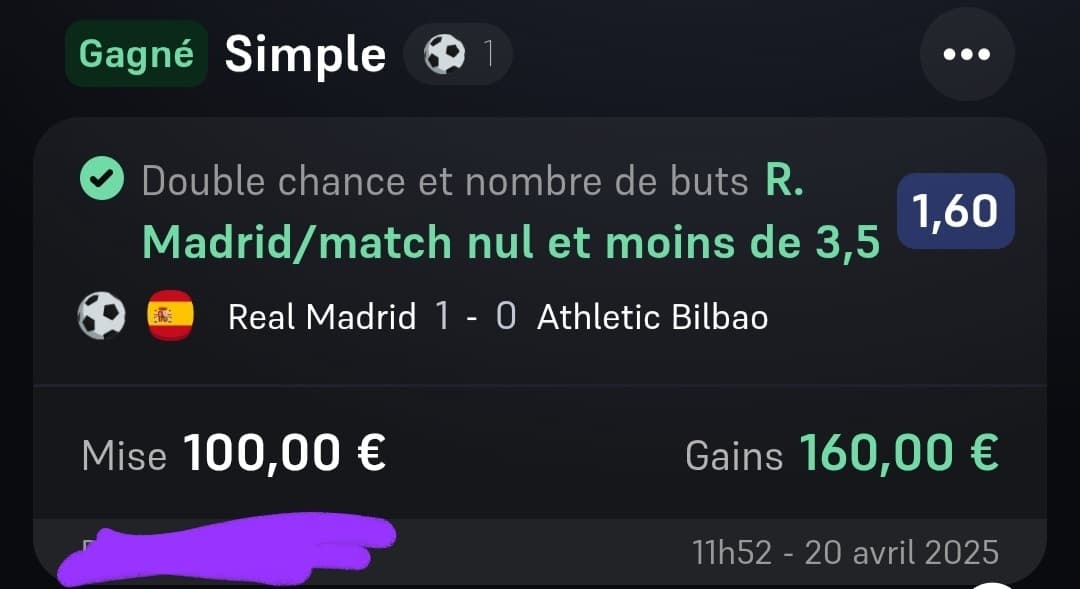 Gagné Simple 1
Double chance et nombre de buts R.
Madrid/match nul et moins de 3,5
1,60
Real Madrid 1 - 0 Athletic Bilbao
Mise 100,00 € Gains 160,00 €
11h52 - 20 avril 2025